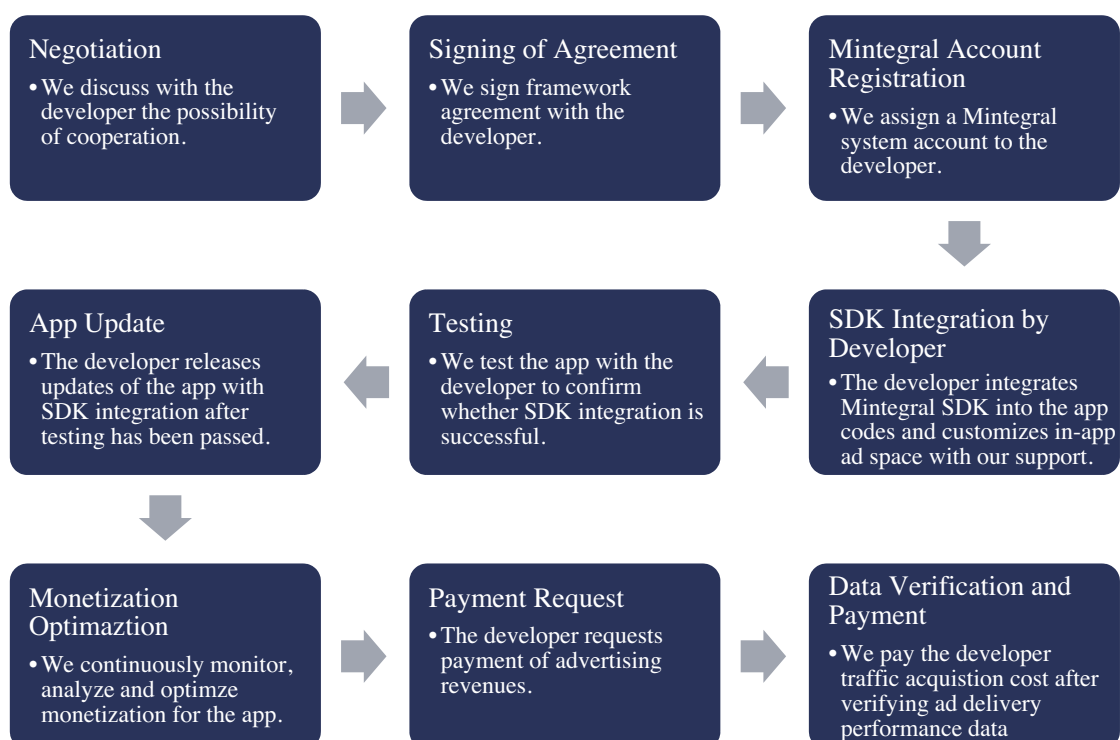 Negotiation
• We discuss with the
developer the possibility
of cooperation.
Signing of Agreement
• We sign framework
agreement with the
developer.
Mintegral Account
Registration
• We assign a Mintegral
system account to the
developer.
SDK Integration by
Developer
• The developer integrates
Mintegral SDK into the app
codes and customizes in-app
ad space with our support.
Testing
• We test the app with the
developer to confirm
whether SDK integration is
successful.
App Update
• The developer releases
updates of the app with
SDK integration after
testing has been passed.
Monetization
Optimaztion
• We continuously monitor,
analyze and optimze
monetization for the app.
Payment Request
• The developer requests
payment of advertising
revenues.
Data Verification and
Payment
• We pay the developer
traffic acquistion cost after
verifying ad delivery
performance data